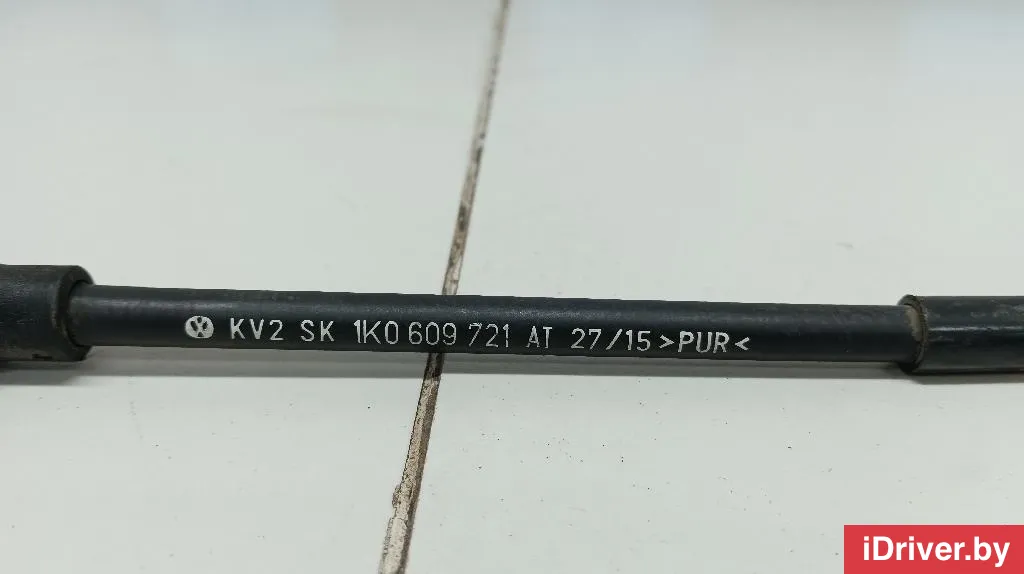 KV2 SK 1K0 609 721 AT 27/15 >PUR<
iDriver.by